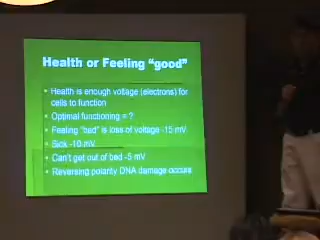 Health or Feeling "good"
• Health is enough voltage (electrons) for
cells to function
• Optimal functioning = ?
• Feeling "bad" is loss of voltage -15 mV
• Sick -10 mV
• Can't get out of bed -5 mV
• Reversing polarity DNA damage occurs